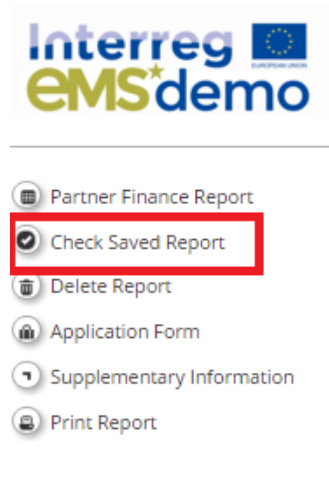 Interreg
EUROPEAN UNION
eMS*demo
Partner Finance Report
Check Saved Report
Delete Report
Application Form
Supplementary Information
Print Report